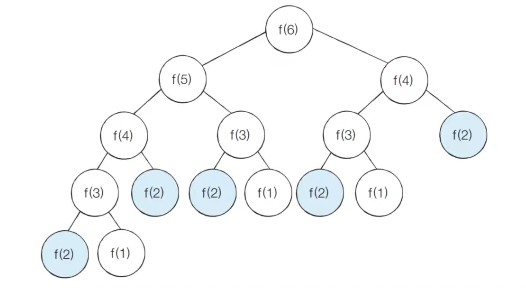 f(6)
f(5) f(4)
f(4) f(3) f(3) f(2)
f(3) f(2) f(2) f(1) f(2) f(1)
f(2) f(1)